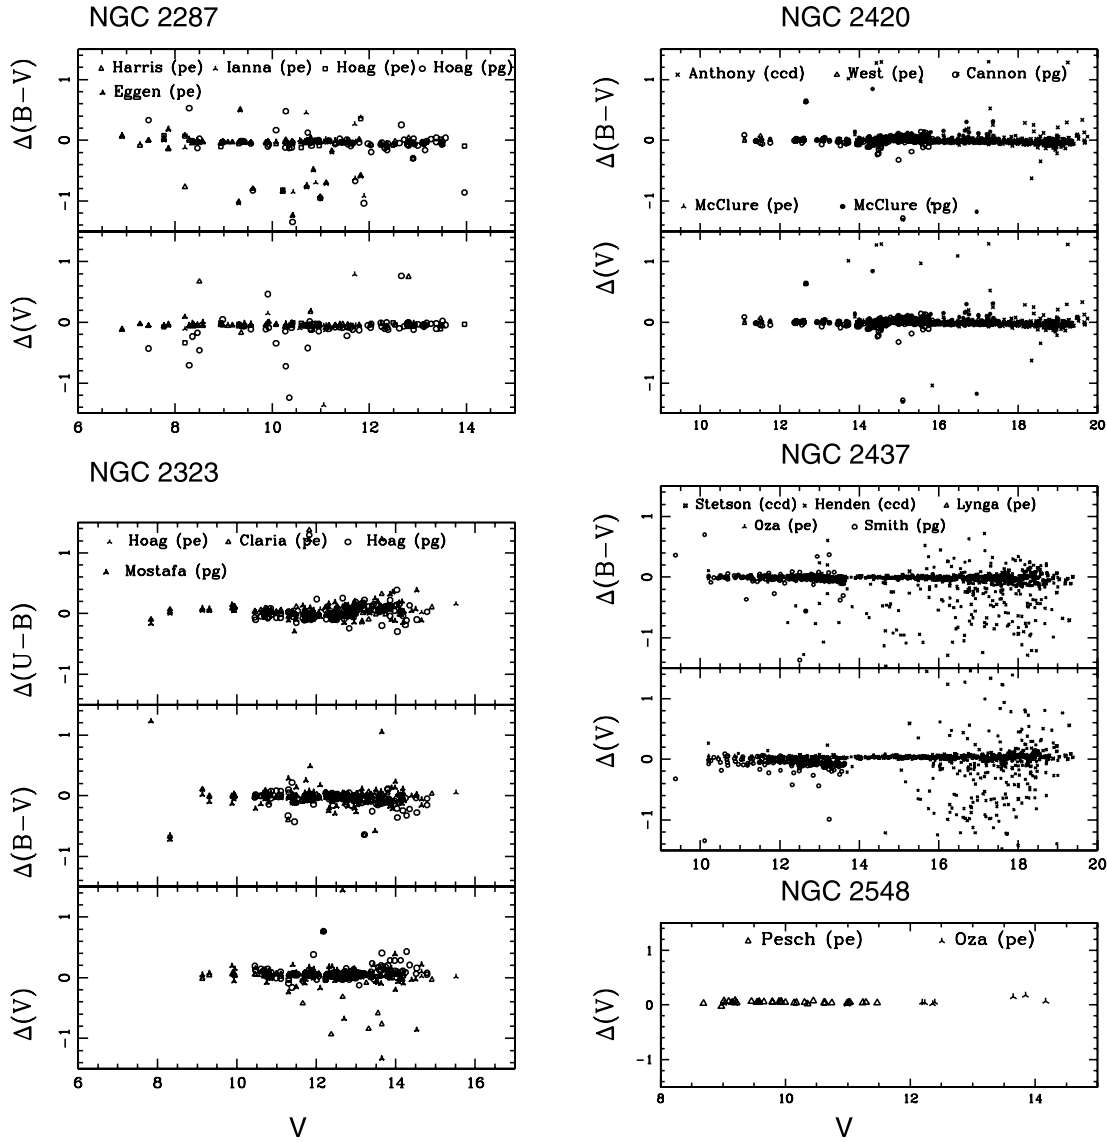 NGC 2287
Harris (pe) Ianna (pe) Hoag (pe) Hoag (pg)
Eggen (pe)
Δ(B−V)
1
0
−1
Δ(V)
1
0
−1
6 8 10 12 14
NGC 2323
Hoag (pe) Claria (pe) Hoag (pg)
Mostafa (pg)
Δ(U−B)
1
0
−1
Δ(B−V)
1
0
−1
Δ(V)
1
0
−1
6 8 10 12 14 16
V
NGC 2420
Anthony (ccd) West (pe) Cannon (pg)
McClure (pe) McClure (pg)
Δ(B−V)
1
0
−1
Δ(V)
1
0
−1
10 12 14 16 18 20
NGC 2437
Stetson (ccd) Henden (ccd) Lynga (pe)
Oza (pe) Smith (pg)
Δ(B−V)
1
0
−1
Δ(V)
1
0
−1
10 12 14 16 18 20
NGC 2548
Pesch (pe) Oza (pe)
Δ(V)
1
0
−1
8 10 12 14
V